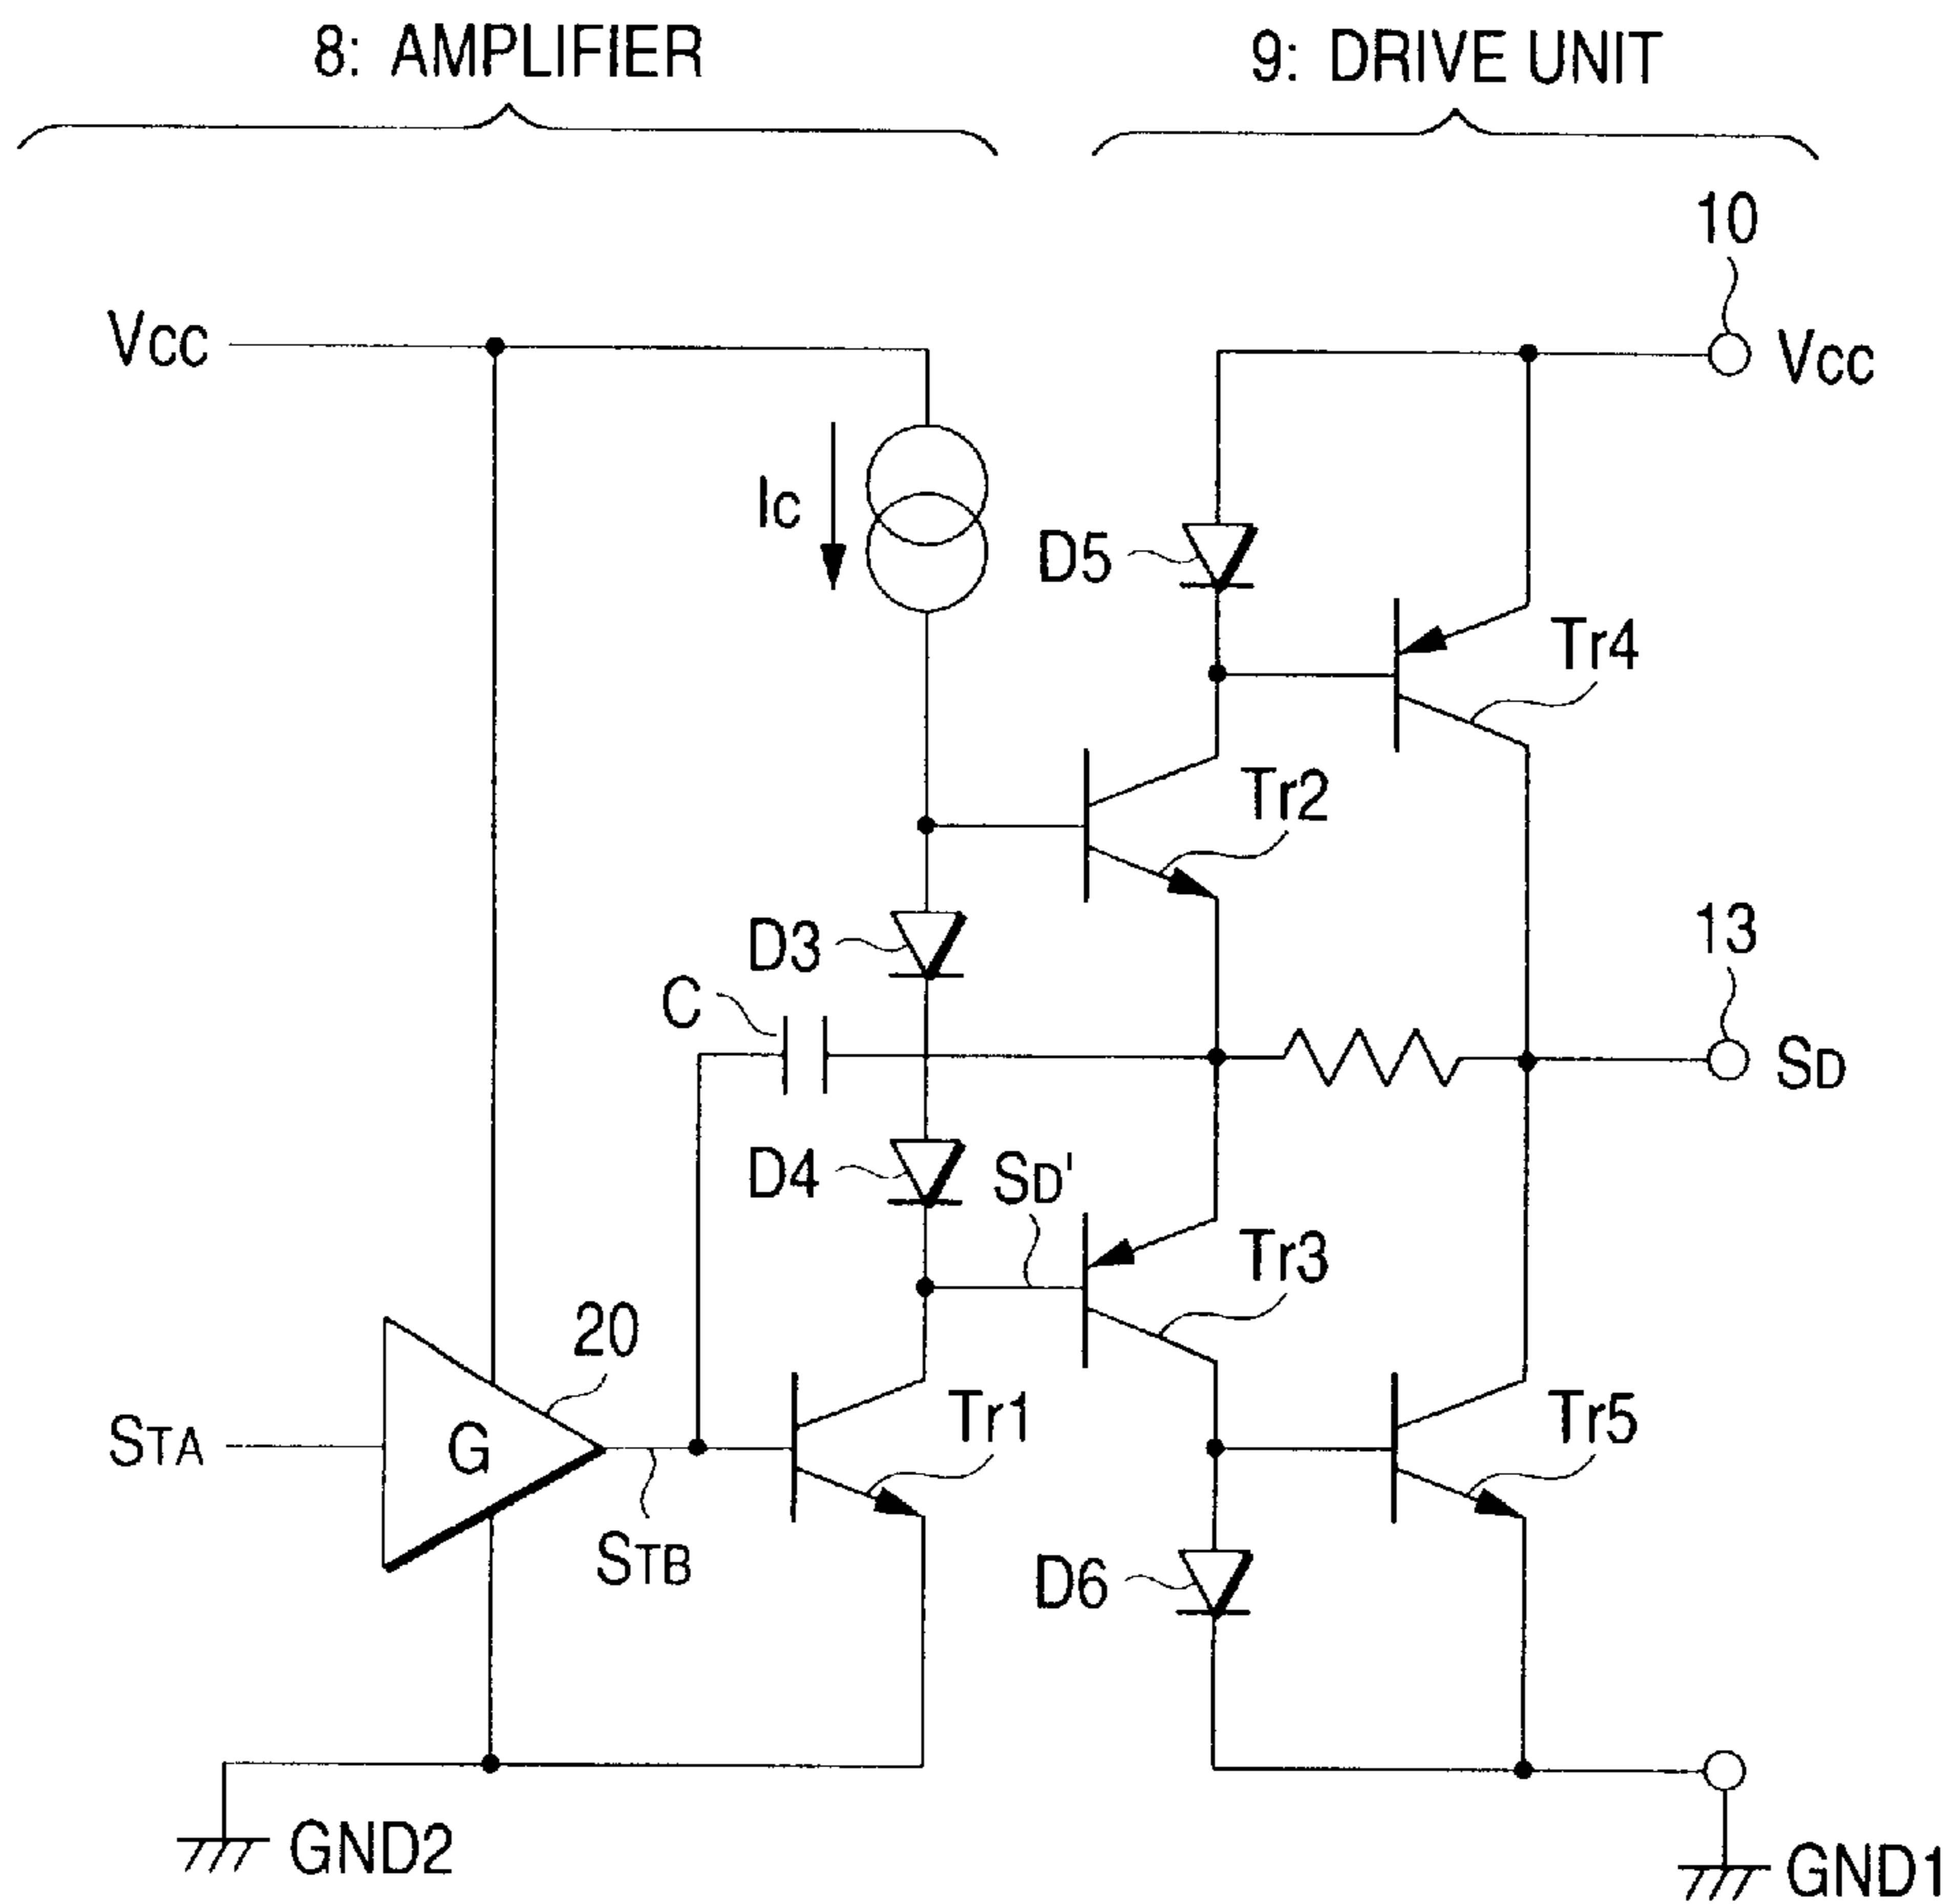 8: AMPLIFIER
9: DRIVE UNIT
10
Vcc
Vcc
Ic
D5
Tr4
Tr2
D3
13
C
SD
D4
SD'
Tr3
20
STA
G
Tr1
Tr5
STB
D6
GND2
GND1